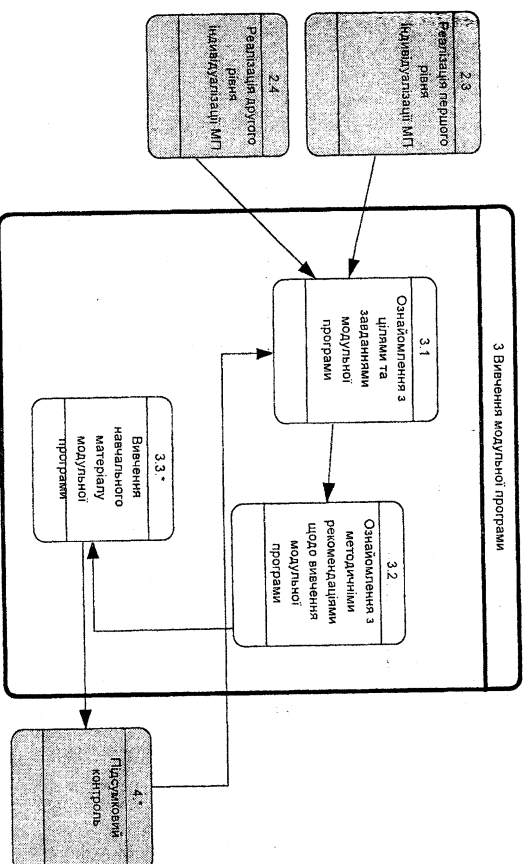 3 Вивчення модульної програми
2.3
Реалізація першого
рівня
індивідуалізації МП
2.4
Реалізація другого
рівня
індивідуалізації МП
3.1
Ознайомлення з
цілями та
завданнями
модульної
програми
3.2
Ознайомлення з
методичніми
рекомендаціями
щодо вивчення
модульної
програми
3.3.*
Вивчення
навчального
матеріалу
модульної
програми
4.*
Підсумковий
контроль